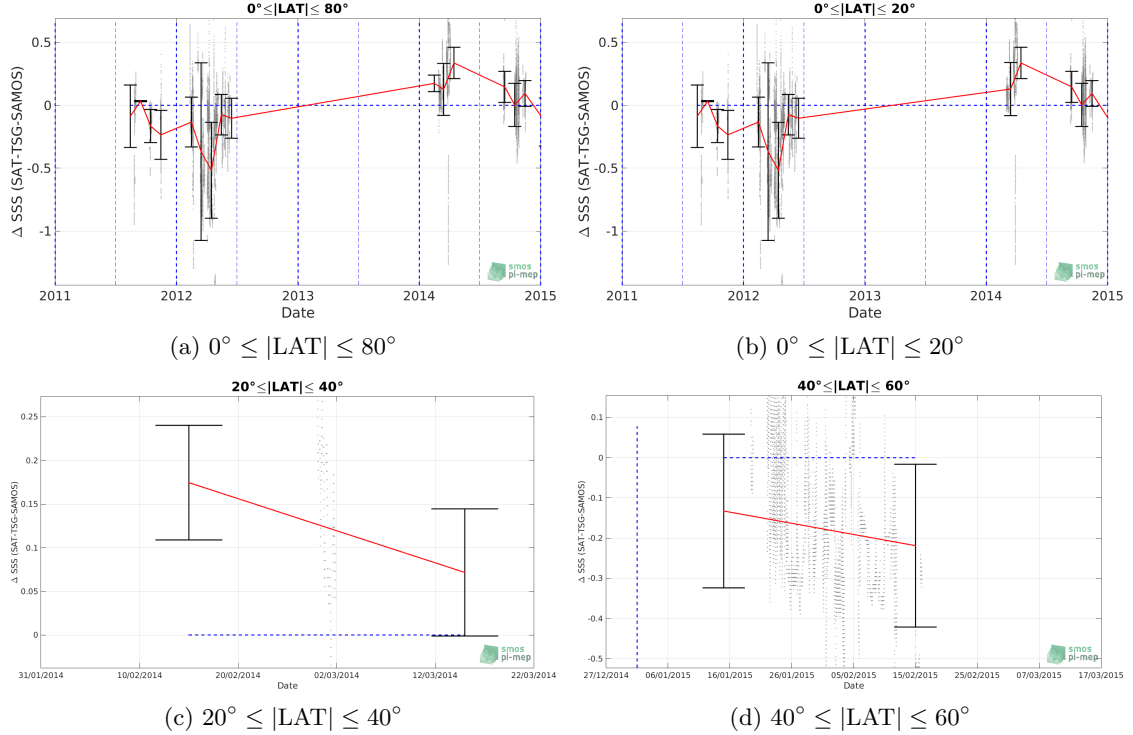 0°≤|LAT|≤ 80°
Δ SSS (SAT-TSG-SAMOS)
0.5
0
-0.5
-1
2011
2012
2013
2014
2015
Date
smos
pi-mep
(a) 0° ≤ |LAT| ≤ 80°
0°≤|LAT|≤ 20°
Δ SSS (SAT-TSG-SAMOS)
0.5
0
-0.5
-1
2011
2012
2013
2014
2015
Date
smos
pi-mep
(b) 0° ≤ |LAT| ≤ 20°
20°≤|LAT|≤ 40°
Δ SSS (SAT-TSG-SAMOS)
0.25
0.2
0.15
0.1
0.05
0
31/01/2014
10/02/2014
20/02/2014
02/03/2014
12/03/2014
22/03/2014
Date
smos
pi-mep
(c) 20° ≤ |LAT| ≤ 40°
40°≤|LAT|≤ 60°
Δ SSS (SAT-TSG-SAMOS)
0.1
0
-0.1
-0.2
-0.3
-0.4
-0.5
27/12/2014
06/01/2015
16/01/2015
26/01/2015
05/02/2015
15/02/2015
25/02/2015
07/03/2015
17/03/2015
Date
smos
pi-mep
(d) 40° ≤ |LAT| ≤ 60°